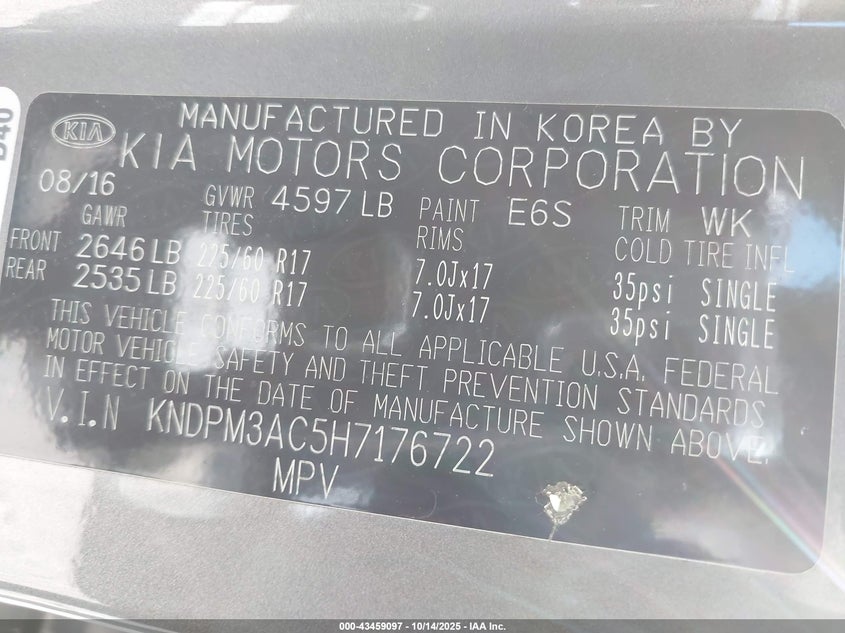 D40
KIA
MANUFACTURED IN KOREA BY
KIA MOTORS CORPORATION
08/16 GVWR 4597 LB PAINT E6S TRIM WK
GAWR TIRES RIMS COLD TIRE INFL
FRONT 2646 LB 225/60 R17 7.0Jx17 35psi SINGLE
REAR 2535 LB 225/60 R17 7.0Jx17 35psi SINGLE
THIS VEHICLE CONFORMS TO ALL APPLICABLE U.S.A. FEDERAL
MOTOR VEHICLE SAFETY AND THEFT PREVENTION STANDARDS
IN EFFECT ON THE DATE OF MANUFACTURE SHOWN ABOVE.
V.I.N KNDPM3AC5H7176722
MPV
000-43459097 - 10/14/2025 - IAA Inc.